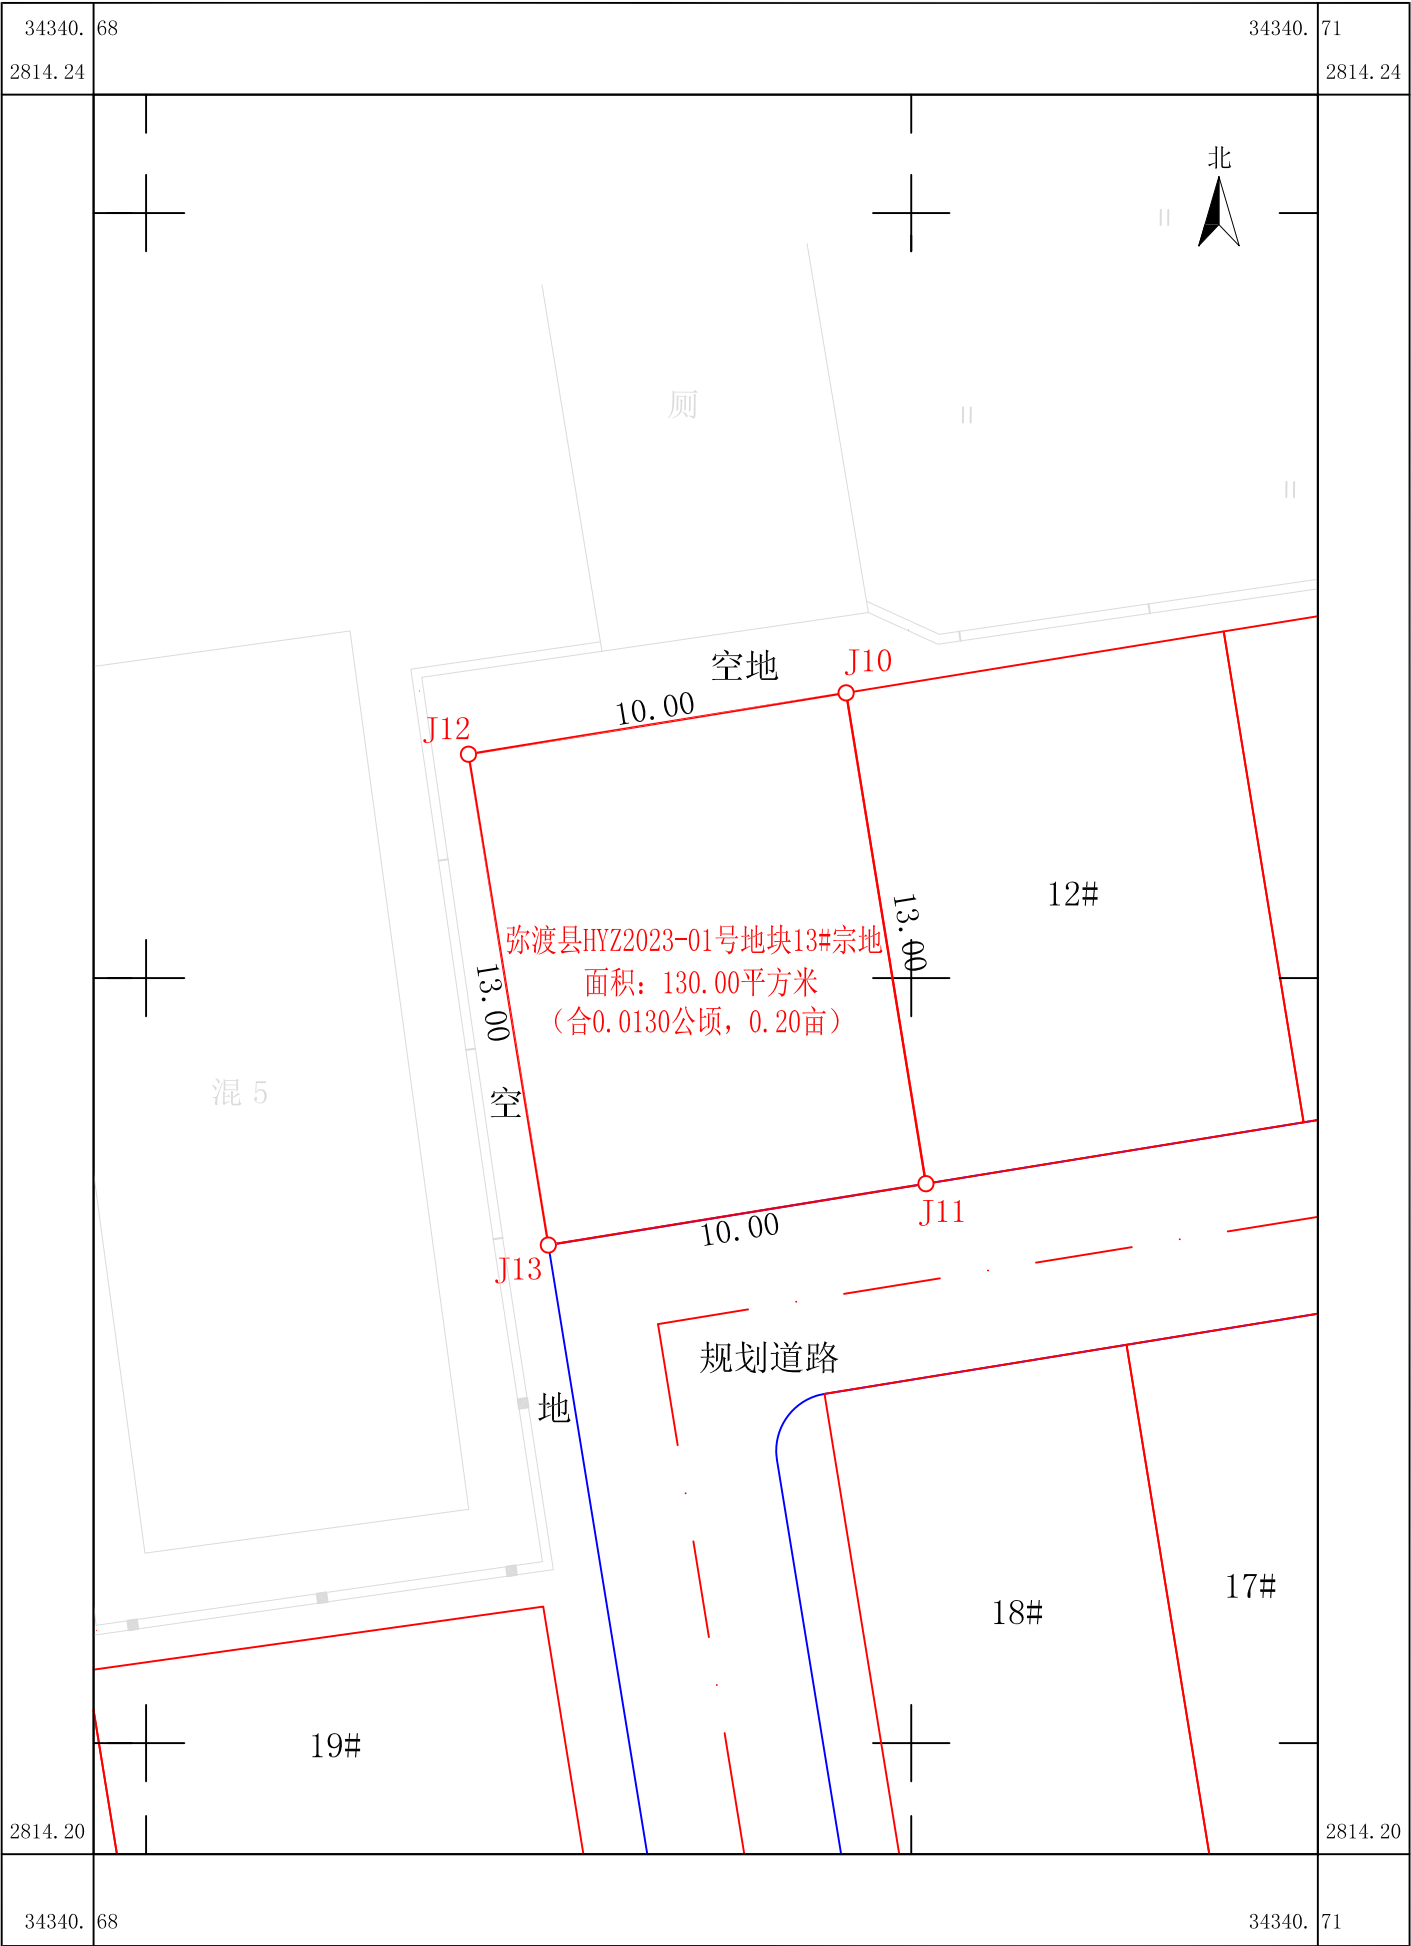 34340. 68
34340. 71
2814.24
2814.24
北
厕
空地
J10
10.00
J12
12#
13.00
弥渡县HYZ2023-01号地块13#宗地
面积：130.00平方米
（合0.0130公顷，0.20亩）
13.00
混 5
空
J11
10.00
J13
规划道路
地
17#
18#
19#
2814.20
2814.20
34340. 68
34340. 71